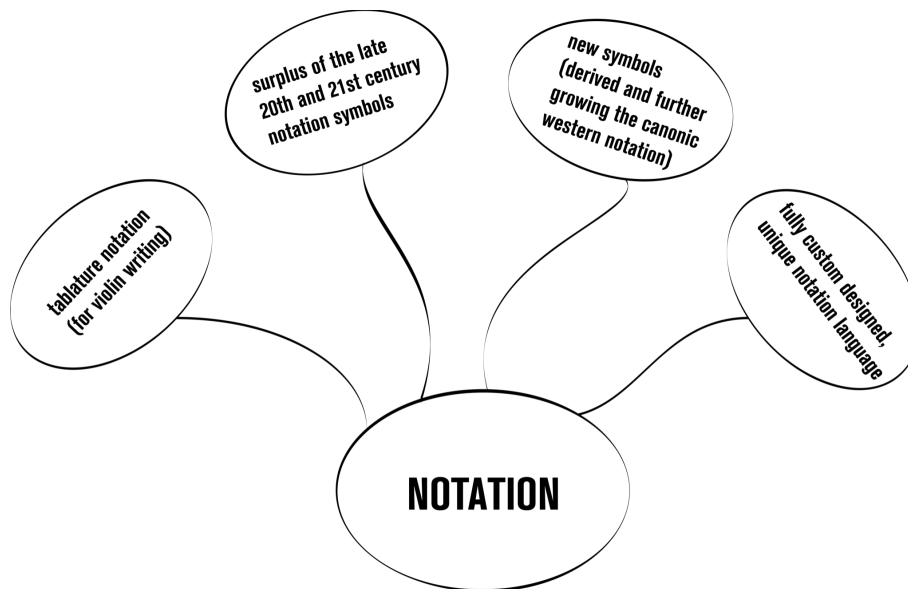 tablature notation
(for violin writing)
surplus of the late
20th and 21st century
notation symbols
new symbols
(derived and further
growing the canonic
western notation)
fully custom designed,
unique notation language
NOTATION